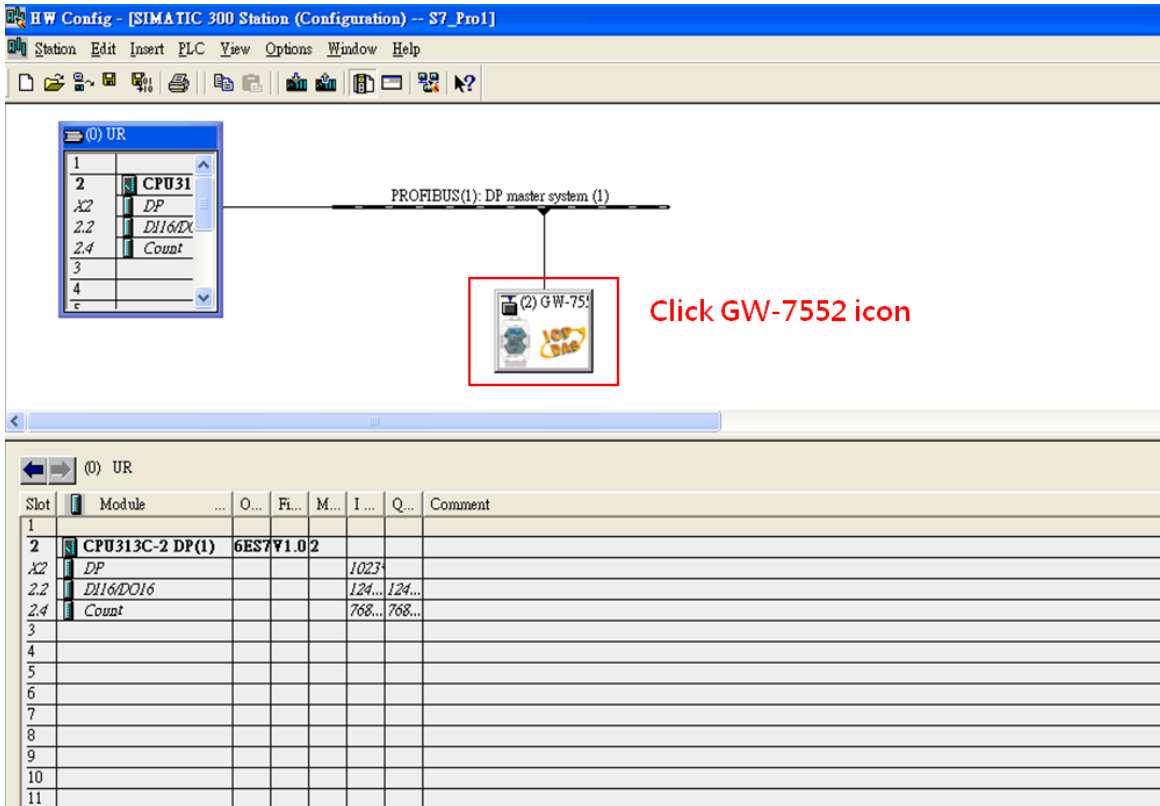 HW Config - [SIMATIC 300 Station (Configuration) -- S7_Pro1]
Station Edit Insert PLC View Options Window Help
(0) UR
1
2 CPU31
X2 DP
2.2 DI16/DO
2.4 Count
3
4
5
PROFIBUS(1): DP master system (1)
(2) GW-755
ICP
DAS
Click GW-7552 icon
(0) UR
Slot Module ... O... Fi... M... I ... Q... Comment
1
2 CPU313C-2 DP(1) 6ES7 V1.0 2
X2 DP 1023*
2.2 DI16/DO16 124... 124...
2.4 Count 768... 768...
3
4
5
6
7
8
9
10
11